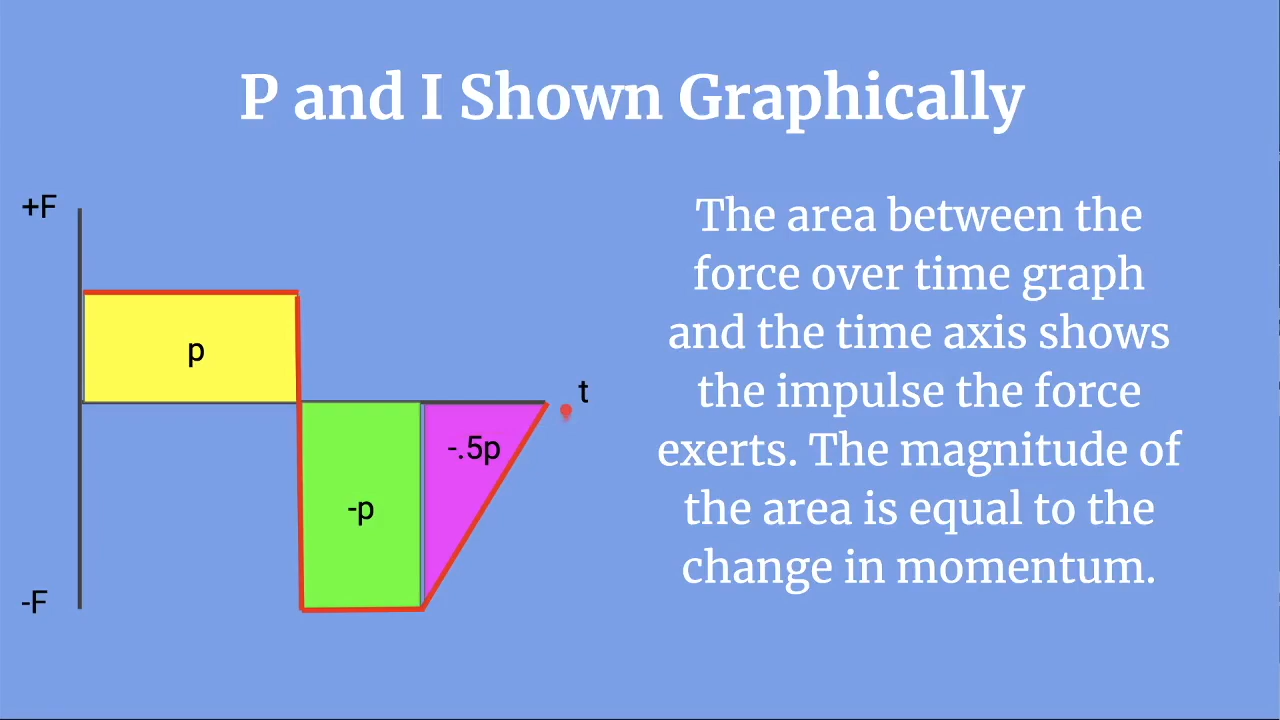 P and I Shown Graphically
+F
p
t
-.5p
-p
-F
The area between the
force over time graph
and the time axis shows
the impulse the force
exerts. The magnitude of
the area is equal to the
change in momentum.